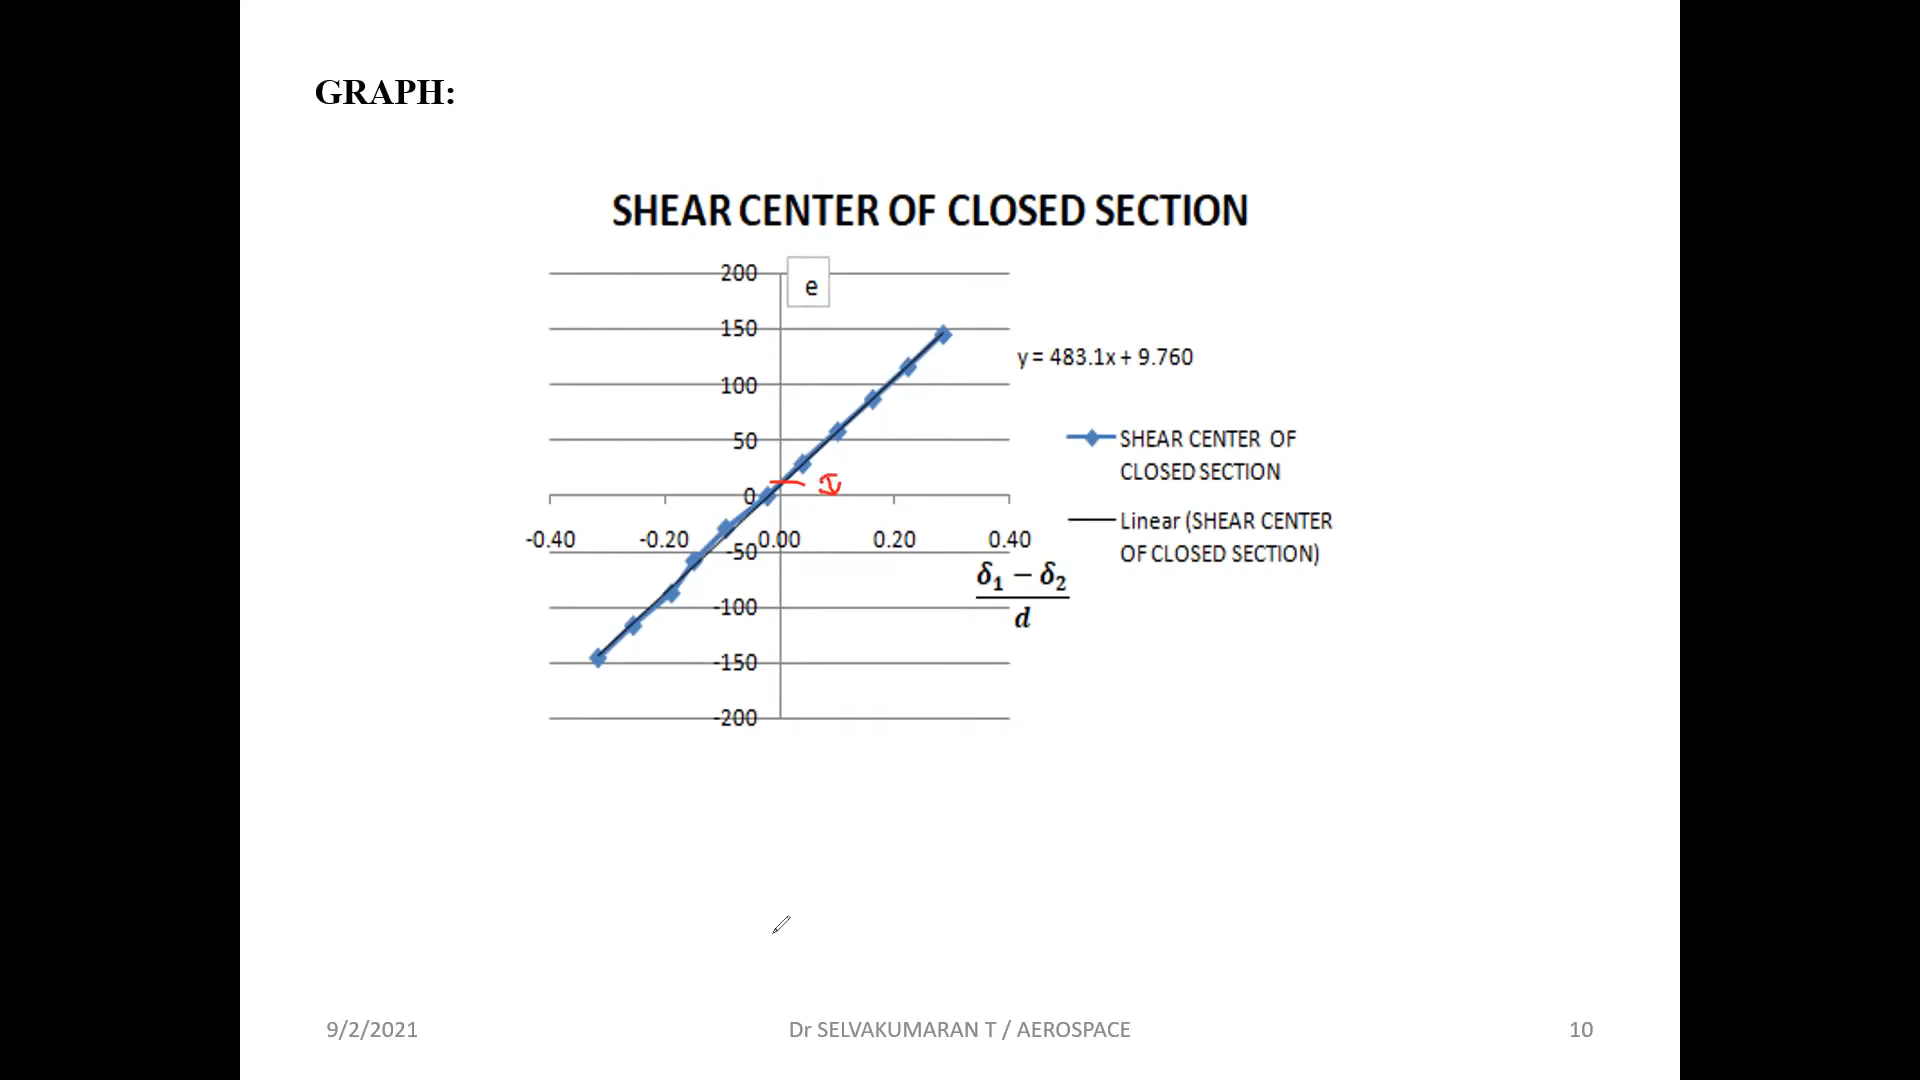 GRAPH:
SHEAR CENTER OF CLOSED SECTION
200
e
150
y = 483.1x + 9.760
100
50
SHEAR CENTER OF
CLOSED SECTION
0
Linear (SHEAR CENTER
OF CLOSED SECTION)
-0.40 -0.20 0.00 0.20 0.40
-50
δ₁ − δ₂
d
-100
-150
-200
9/2/2021 Dr SELVAKUMARAN T / AEROSPACE 10